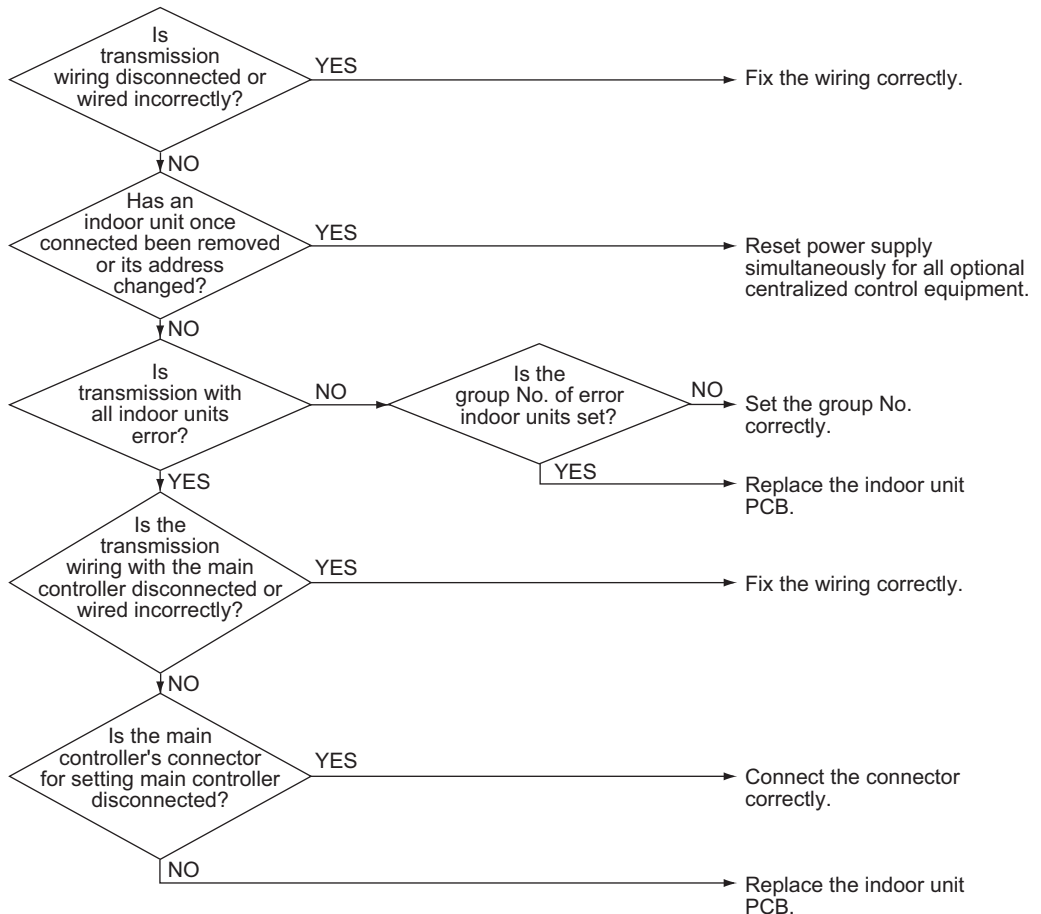 Is
transmission
wiring disconnected or
wired incorrectly?
YES
Fix the wiring correctly.
NO
Has an
indoor unit once
connected been removed
or its address
changed?
YES
Reset power supply
simultaneously for all optional
centralized control equipment.
NO
Is
transmission with
all indoor units
error?
NO
Is the
group No. of error
indoor units set?
NO
Set the group No.
correctly.
YES
Replace the indoor unit
PCB.
YES
Is the
transmission
wiring with the main
controller disconnected or
wired incorrectly?
YES
Fix the wiring correctly.
NO
Is the main
controller's connector
for setting main controller
disconnected?
YES
Connect the connector
correctly.
NO
Replace the indoor unit
PCB.